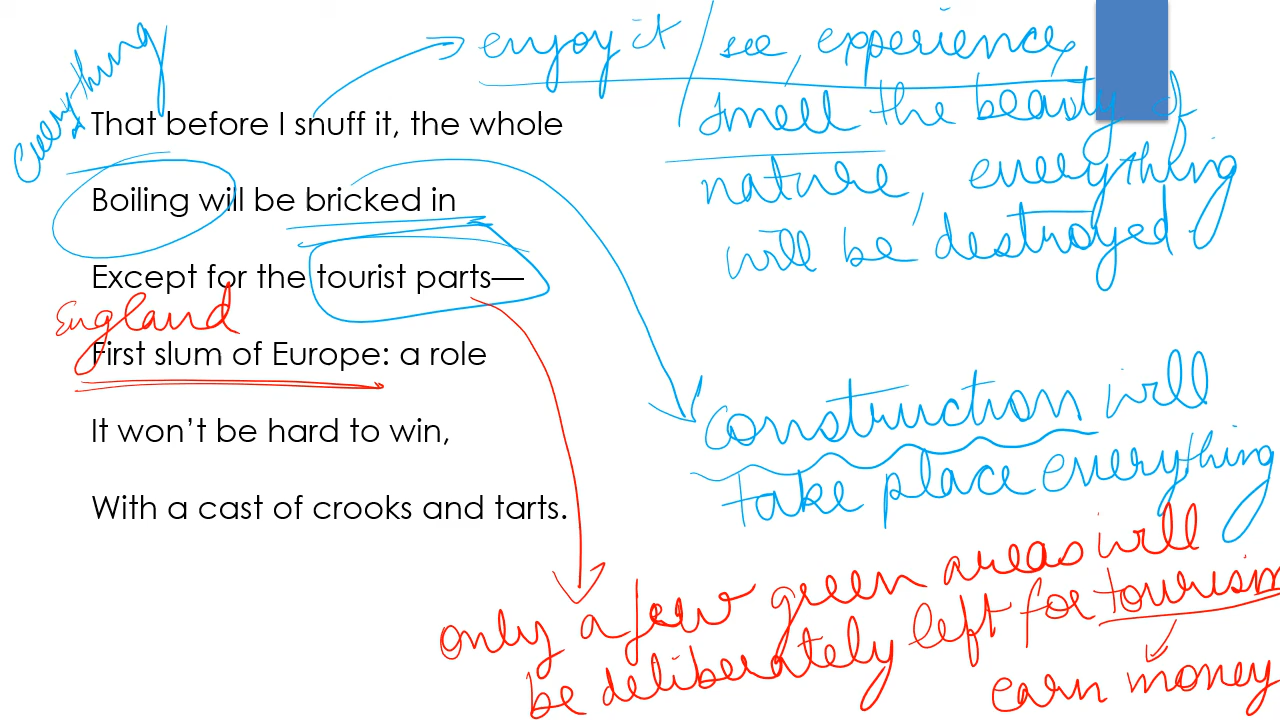 everything
enjoy it / see, experience,
smell the beauty of
nature, everything
will be destroyed.
That before I snuff it, the whole
Boiling will be bricked in
Except for the tourist parts—
England
First slum of Europe: a role
It won't be hard to win,
With a cast of crooks and tarts.
construction will
take place everything
only a few green areas will
be deliberately left for tourism
earn money